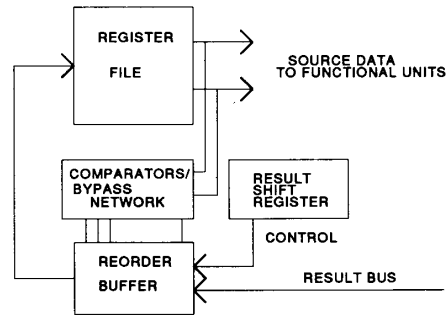 REGISTER
FILE
SOURCE DATA
TO FUNCTIONAL UNITS
COMPARATORS/
BYPASS
NETWORK
RESULT
SHIFT
REGISTER
CONTROL
REORDER
BUFFER
RESULT BUS